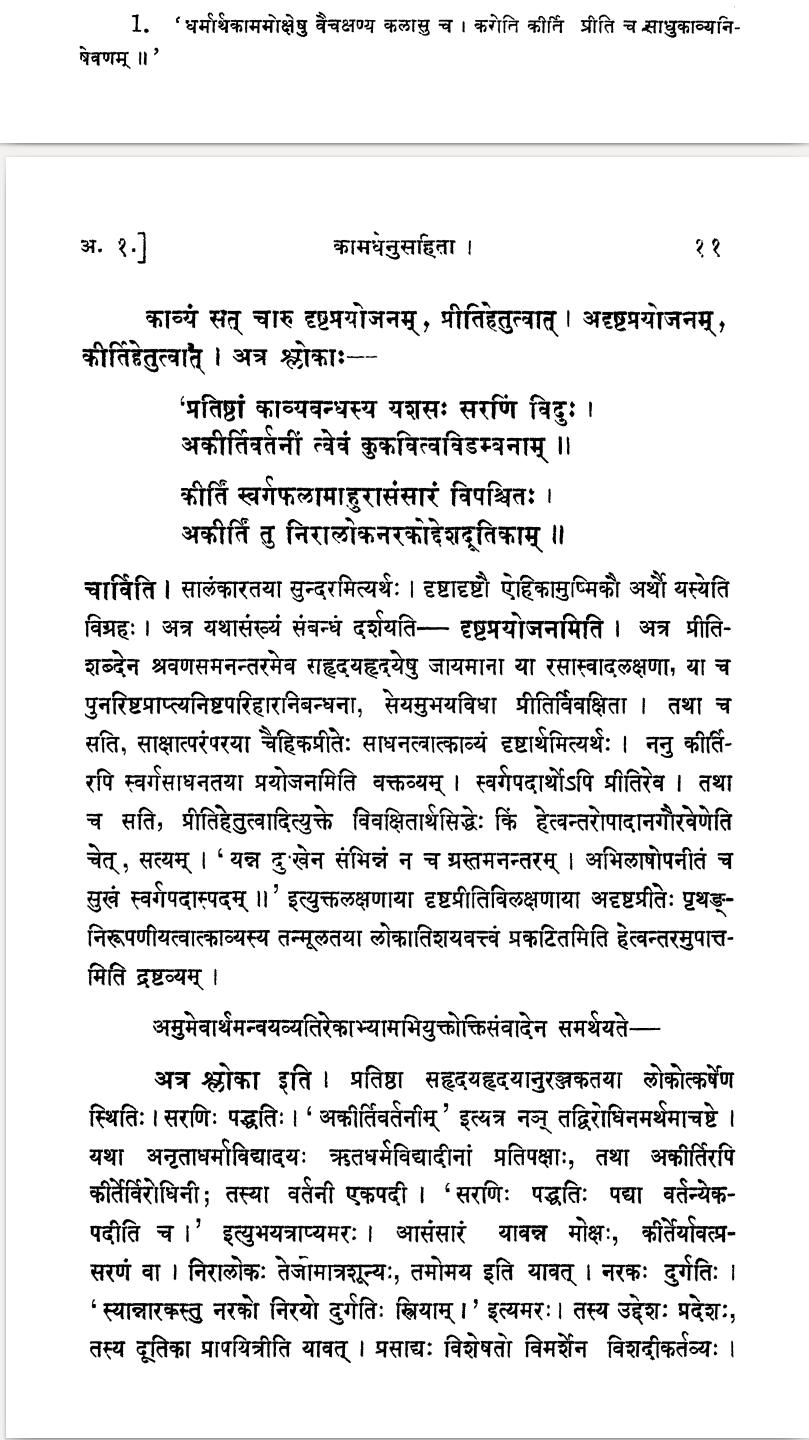 1. 'धर्मार्थकाममोक्षेषु वैचक्षण्य कलासु च । करोति कीर्ति प्रीति च साधुकाव्यनि-
षेवणम् ॥'
अ. १.]
कामधेनुसहिता ।
११
काव्यं सत् चारु दृष्टप्रयोजनम्, प्रीतिहेतुत्वात् । अदृष्टप्रयोजनम्,
कीर्तिहेतुत्वात् । अत्र श्लोकाः—
'प्रतिष्ठां काव्यबन्धस्य यशसः सरणिं विदुः ।
अकीर्तिवर्तनीं त्वेवं कुकवित्वविडम्बनाम् ॥
कीर्तिं स्वर्गफलामाहुरासंसारं विपश्चितः ।
अकीर्तिं तु निरालोकनरकोद्देशदूतिकाम् ॥
चार्विति । सालंकारतया सुन्दरमित्यर्थः । दृष्टादृष्टौ ऐहिकामुष्मिकौ अर्थौ यस्येति
विग्रहः । अत्र यथासंख्यं संबन्धं दर्शयति— दृष्टप्रयोजनमिति । अत्र प्रीति-
शब्देन श्रवणसमनन्तरमेव सहृदयहृदयेषु जायमाना या रसास्वादलक्षणा, या च
पुनरिष्टप्राप्त्यनिष्टपरिहारनिबन्धना, सेयमुभयविधा प्रीतिर्विवक्षिता । तथा च
सति, साक्षात्परंपरया चैहिकप्रीतेः साधनत्वात्काव्यं दृष्टार्थमित्यर्थः । ननु कीर्ति-
रपि स्वर्गसाधनतया प्रयोजनमिति वक्तव्यम् । स्वर्गपदार्थोऽपि प्रीतिरेव । तथा
च सति, प्रीतिहेतुत्वादित्युक्ते विवक्षितार्थसिद्धेः किं हेत्वन्तरोपादानगौरवेणेति
चेत्, सत्यम् । 'यन्न दुःखेन संभिन्नं न च ग्रस्तमनन्तरम् । अभिलाषोपनीतं च
सुखं स्वर्गपदास्पदम् ॥' इत्युक्तलक्षणाया दृष्टप्रीतिविलक्षणाया अदृष्टप्रीतेः पृथङ्-
निरूपणीयत्वात्काव्यस्य तन्मूलतया लोकातिशयवत्त्वं प्रकटितमिति हेत्वन्तरमुपात्त-
मिति द्रष्टव्यम् ।
अमुमेवार्थमन्वयव्यतिरेकाभ्यामभियुक्तोक्तिसंवादेन समर्थयते—
अत्र श्लोका इति । प्रतिष्ठा सहृदयहृदयानुरञ्जकतया लोकोत्कर्षेण
स्थितिः । सरणिः पद्धतिः । 'अकीर्तिवर्तनीम्' इत्यत्र नञ् तद्विरोधिनमर्थमाचष्टे ।
यथा अनृताधर्माविद्यादयः ऋतधर्मविद्यादीनां प्रतिपक्षाः, तथा अकीर्तिरपि
कीर्तेर्विरोधिनी; तस्या वर्तनी एकपदी । 'सरणिः पद्धतिः पद्या वर्तन्येक-
पदीति च ।' इत्युभयत्राप्यमरः । आसंसारं यावन्न मोक्षः, कीर्तेर्यावत्प्र-
सरणं वा । निरालोकः तेजोमात्रशून्यः, तमोमय इति यावत् । नरकः दुर्गतिः ।
'स्यान्नारकस्तु नरको निरयो दुर्गतिः स्त्रियाम् ।' इत्यमरः । तस्य उद्देशः प्रदेशः,
तस्य दूतिका प्रापयित्रीति यावत् । प्रसाद्यः विशेषतो विमर्शेन विशदीकर्तव्यः ।